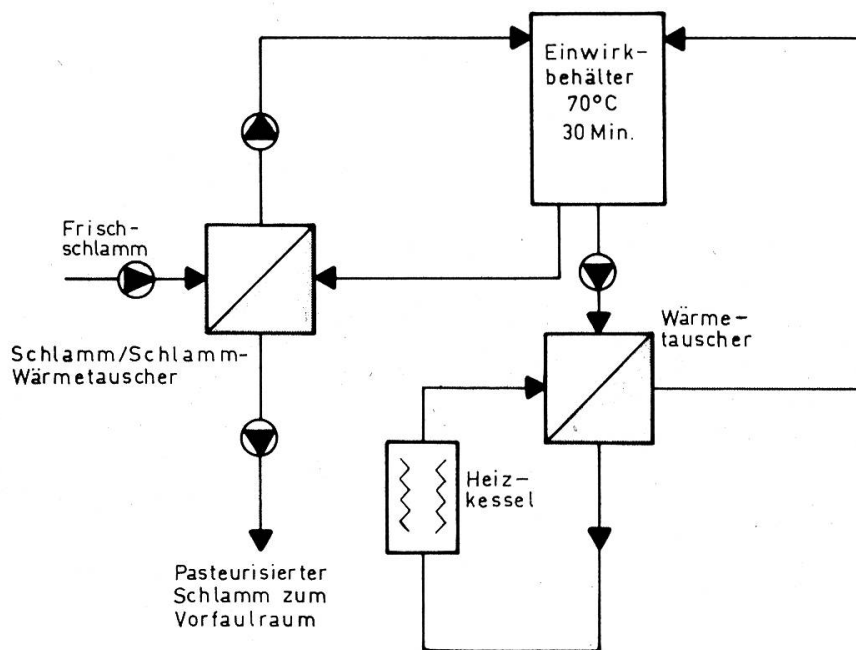 Einwirk-
behälter
70°C
30 Min.
Frisch-
schlamm
Schlamm/Schlamm-
Wärmetauscher
Wärme-
tauscher
Heiz-
kessel
Pasteurisierter
Schlamm zum
Vorfaulraum